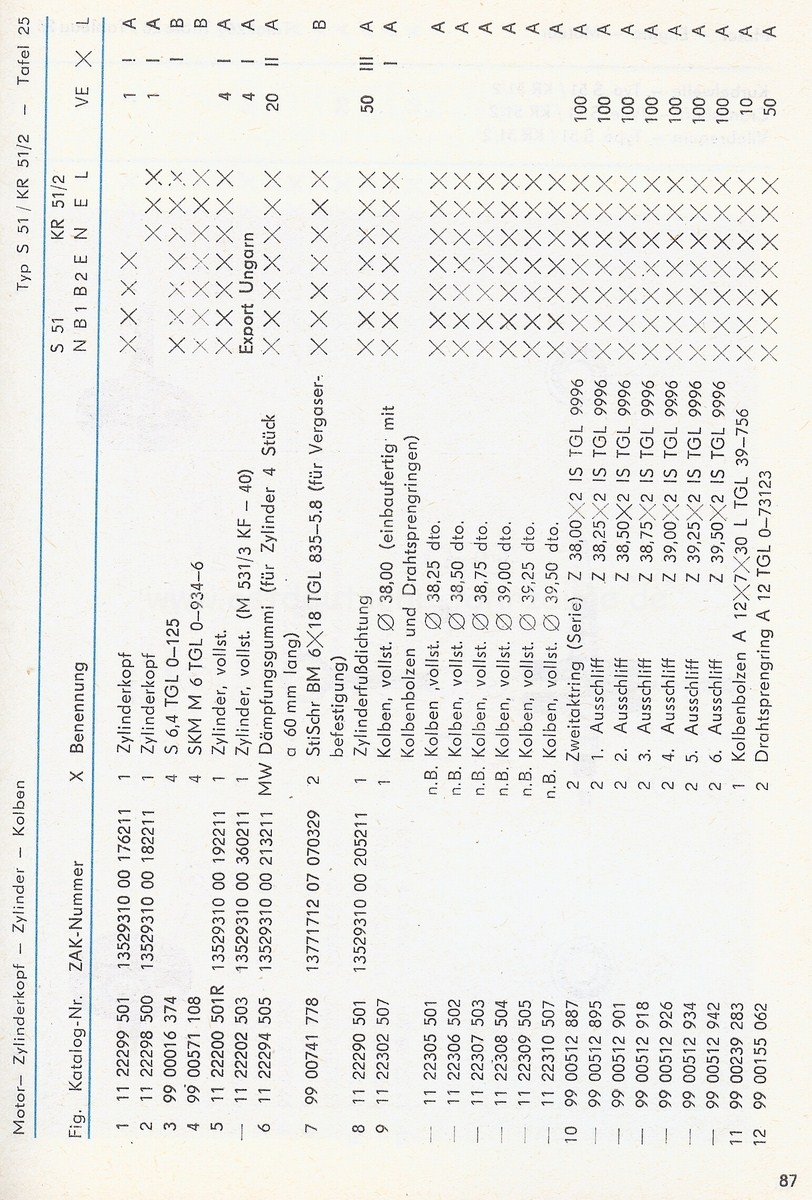 Motor— Zylinderkopf — Zylinder — Kolben Typ S 51 / KR 51/2 — Tafel 25
S 51 KR 51/2
Fig. Katalog-Nr. ZAK-Nummer X Benennung N B1 B2 E N E L VE X L
1 11 22299 501 13529310 00 176211 1 Zylinderkopf X X X X 1 I A
2 11 22298 500 13529310 00 182211 1 Zylinderkopf X X X 1 I A
3 99 00016 374 4 S 6,4 TGL 0–125 X X X X X X X I B
4 99 00571 108 4 SKM M 6 TGL 0–934–6 X X X X X X X B
5 11 22200 501R 13529310 00 192211 1 Zylinder, vollst. X X X X X X X 4 I A
— 11 22202 503 13529310 00 360211 1 Zylinder, vollst. (M 531/3 KF – 40) Export Ungarn 4 I A
6 11 22294 505 13529310 00 213211 MW Dämpfungsgummi (für Zylinder 4 Stück X X X X X X X 20 II A
a 60 mm lang)
7 99 00741 778 13771712 07 070329 2 StiSchr BM 6X18 TGL 835–5.8 (für Vergaser- X X X X X X X B
befestigung)
8 11 22290 501 13529310 00 205211 1 Zylinderfußdichtung X X X X X X X 50 III A
9 11 22302 507 1 Kolben, vollst. Ø 38,00 (einbaufertig mit X X X X X X X I A
Kolbenbolzen und Drahtsprengringen)
— 11 22305 501 n.B. Kolben ,vollst. Ø 38,25 dto. X X X X X X X A
— 11 22306 502 n.B. Kolben, vollst. Ø 38,50 dto. X X X X X X X A
— 11 22307 503 n.B. Kolben, vollst. Ø 38,75 dto. X X X X X X X A
— 11 22308 504 n.B. Kolben, vollst. Ø 39,00 dto. X X X X X X X A
— 11 22309 505 n.B. Kolben, vollst. Ø 39,25 dto. X X X X X X X A
— 11 22310 507 n.B. Kolben, vollst. Ø 39,50 dto. X X X X X X X A
10 99 00512 887 2 Zweitaktring (Serie) Z 38,00X2 IS TGL 9996 X X X X X X X 100 A
— 99 00512 895 2 1. Ausschliff Z 38,25X2 IS TGL 9996 X X X X X X X 100 A
— 99 00512 901 2 2. Ausschliff Z 38,50X2 IS TGL 9996 X X X X X X X 100 A
— 99 00512 918 2 3. Ausschliff Z 38,75X2 IS TGL 9996 X X X X X X X 100 A
— 99 00512 926 2 4. Ausschliff Z 39,00X2 IS TGL 9996 X X X X X X X 100 A
— 99 00512 934 2 5. Ausschliff Z 39,25X2 IS TGL 9996 X X X X X X X 100 A
— 99 00512 942 2 6. Ausschliff Z 39,50X2 IS TGL 9996 X X X X X X X 100 A
11 99 00239 283 1 Kolbenbolzen A 12X7X30 L TGL 39–756 X X X X X X X 10 A
12 99 00155 062 2 Drahtsprengring A 12 TGL 0–73123 X X X X X X X 50 A
87